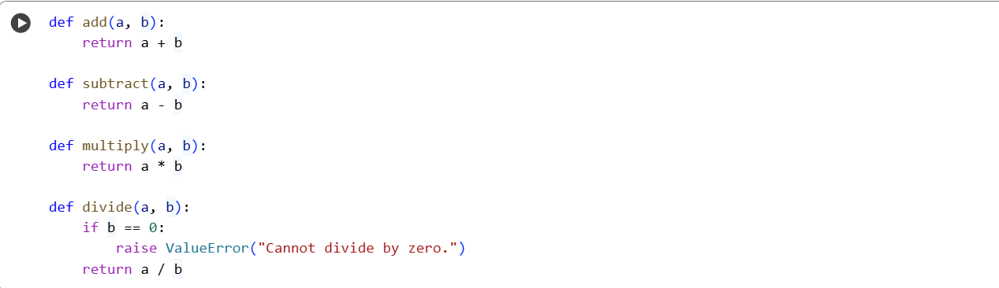 def add(a, b):
    return a + b

def subtract(a, b):
    return a - b

def multiply(a, b):
    return a * b

def divide(a, b):
    if b == 0:
        raise ValueError("Cannot divide by zero.")
    return a / b